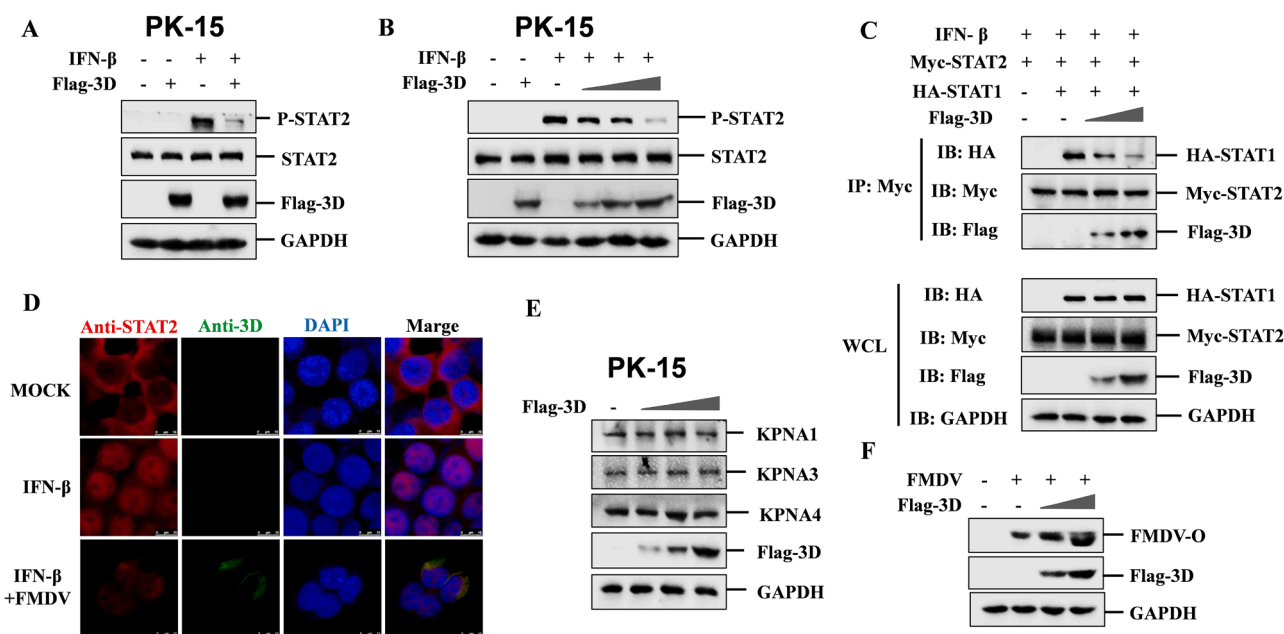 A
PK-15
IFN-β - - + +
Flag-3D - + - +
P-STAT2
STAT2
Flag-3D
GAPDH
B
PK-15
IFN-β - - + + + +
Flag-3D - + -
P-STAT2
STAT2
Flag-3D
GAPDH
C
IFN- β + + + +
Myc-STAT2 + + + +
HA-STAT1 - + + +
Flag-3D - -
IP: Myc
IB: HA HA-STAT1
IB: Myc Myc-STAT2
IB: Flag Flag-3D
WCL
IB: HA HA-STAT1
IB: Myc Myc-STAT2
IB: Flag Flag-3D
IB: GAPDH GAPDH
D
Anti-STAT2 Anti-3D DAPI Marge
MOCK
IFN-β
IFN-β
+FMDV
E
PK-15
Flag-3D -
KPNA1
KPNA3
KPNA4
Flag-3D
GAPDH
F
FMDV - + + +
Flag-3D - -
FMDV-O
Flag-3D
GAPDH